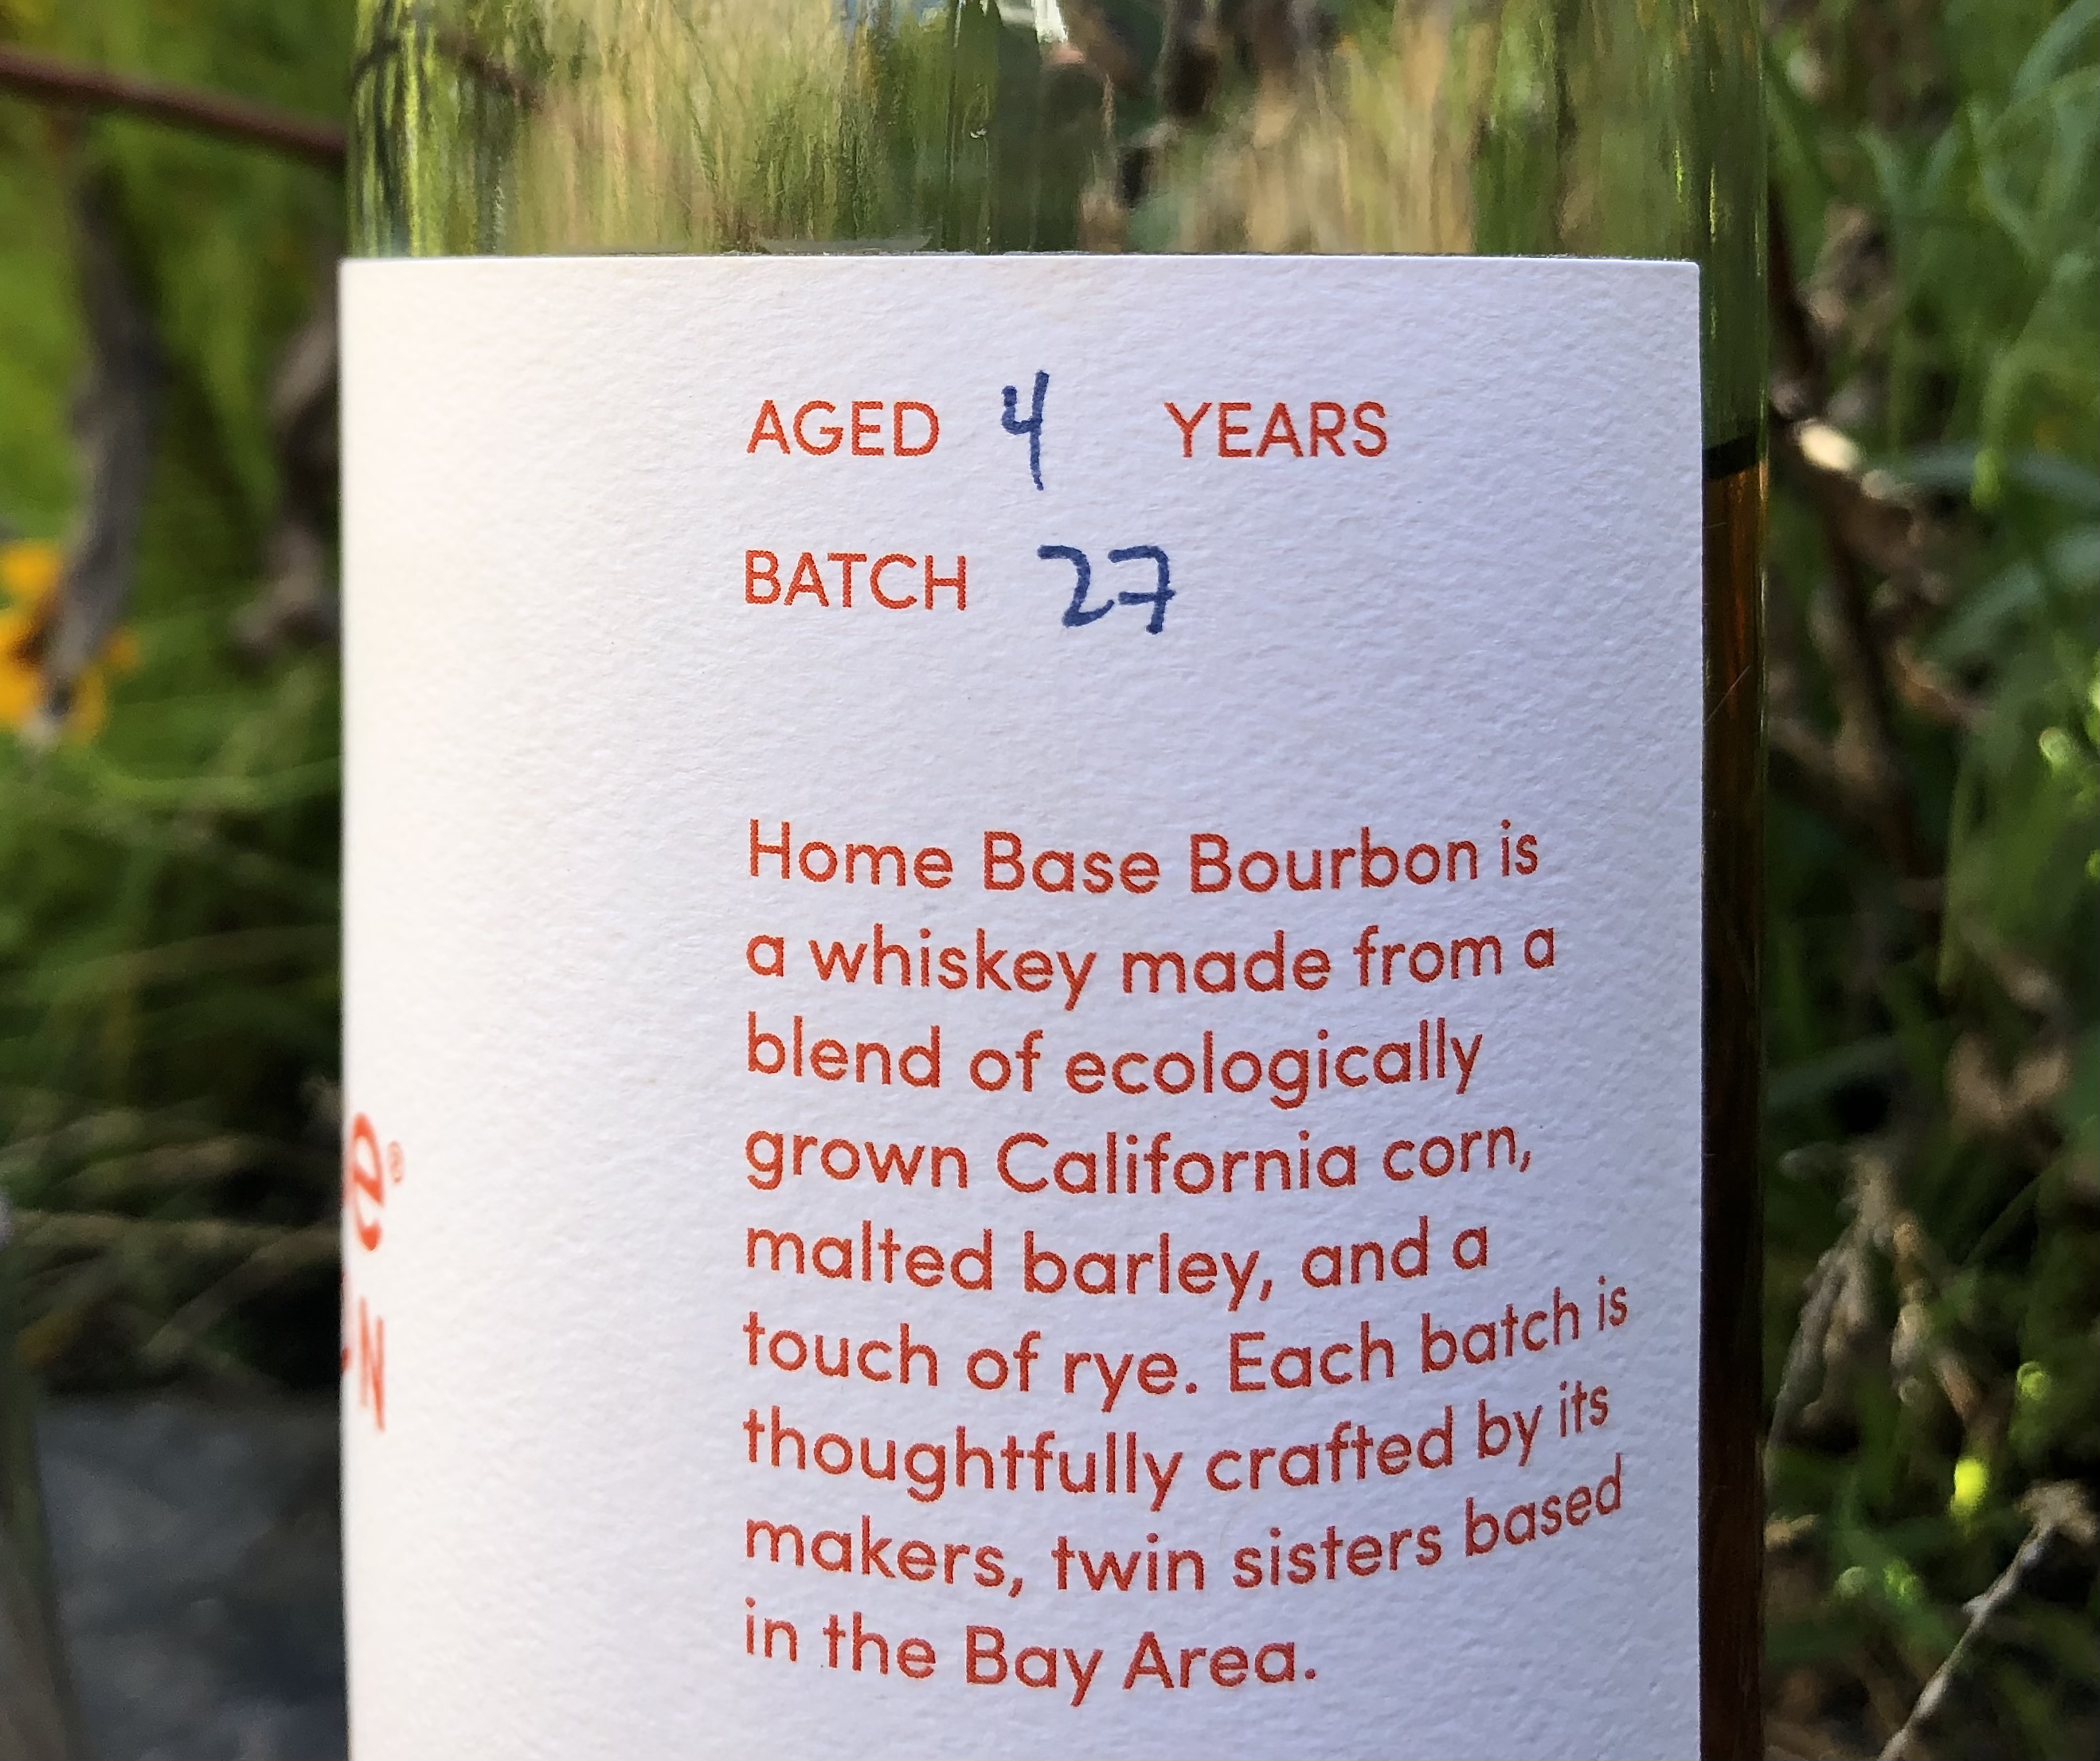 AGED 4 YEARS
BATCH 27
Home Base Bourbon is
a whiskey made from a
blend of ecologically
grown California corn,
malted barley, and a
touch of rye. Each batch is
thoughtfully crafted by its
makers, twin sisters based
in the Bay Area.
e®
N